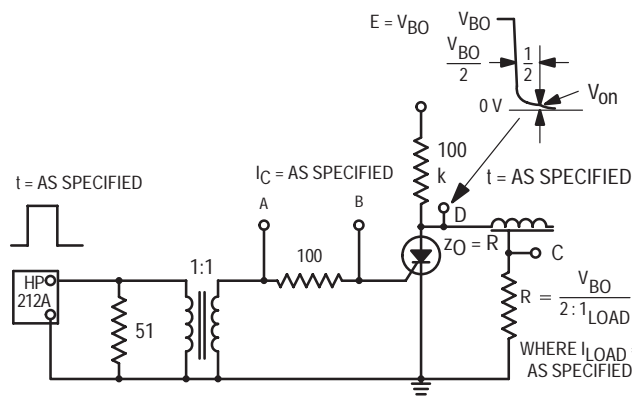 E = V_BO
V_BO
V_BO
2
1
2
V_on
0 V
100
k
t = AS SPECIFIED
I_C = AS SPECIFIED
A
B
t = AS SPECIFIED
D
z_O = R
C
HP
212A
51
1:1
100
R = V_BO
2 : 1_LOAD
WHERE I_LOAD =
AS SPECIFIED